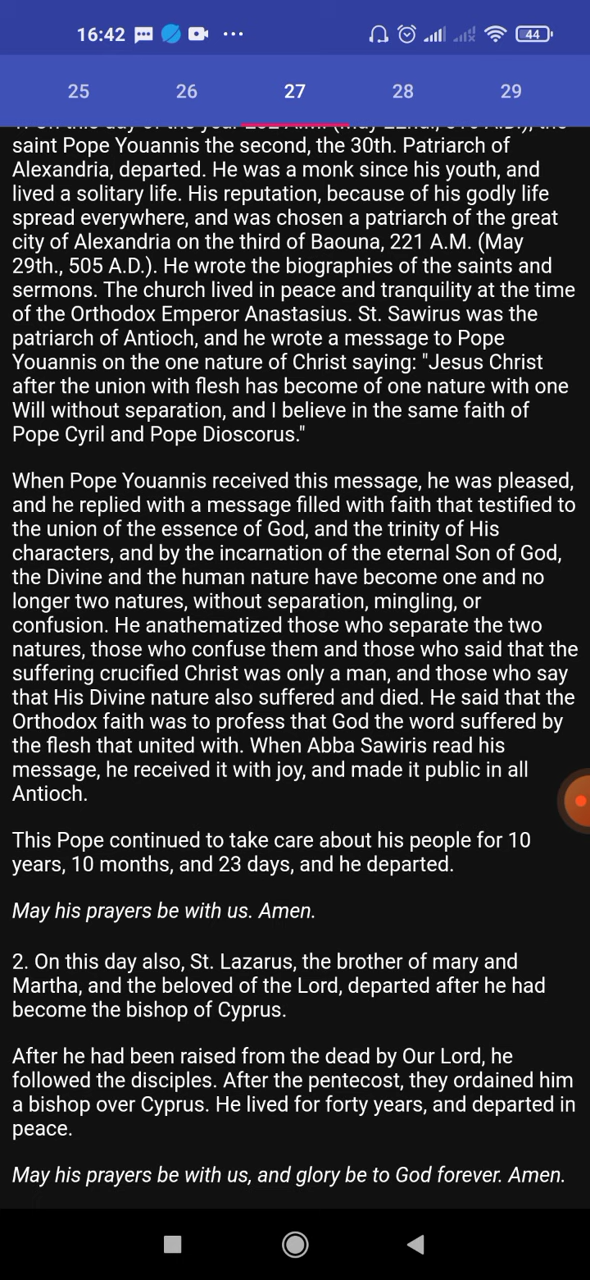 16:42 44
25 26 27 28 29
saint Pope Youannis the second, the 30th. Patriarch of
Alexandria, departed. He was a monk since his youth, and
lived a solitary life. His reputation, because of his godly life
spread everywhere, and was chosen a patriarch of the great
city of Alexandria on the third of Baouna, 221 A.M. (May
29th., 505 A.D.). He wrote the biographies of the saints and
sermons. The church lived in peace and tranquility at the time
of the Orthodox Emperor Anastasius. St. Sawirus was the
patriarch of Antioch, and he wrote a message to Pope
Youannis on the one nature of Christ saying: "Jesus Christ
after the union with flesh has become of one nature with one
Will without separation, and I believe in the same faith of
Pope Cyril and Pope Dioscorus."
When Pope Youannis received this message, he was pleased,
and he replied with a message filled with faith that testified to
the union of the essence of God, and the trinity of His
characters, and by the incarnation of the eternal Son of God,
the Divine and the human nature have become one and no
longer two natures, without separation, mingling, or
confusion. He anathematized those who separate the two
natures, those who confuse them and those who said that the
suffering crucified Christ was only a man, and those who say
that His Divine nature also suffered and died. He said that the
Orthodox faith was to profess that God the word suffered by
the flesh that united with. When Abba Sawiris read his
message, he received it with joy, and made it public in all
Antioch.
This Pope continued to take care about his people for 10
years, 10 months, and 23 days, and he departed.
May his prayers be with us. Amen.
2. On this day also, St. Lazarus, the brother of mary and
Martha, and the beloved of the Lord, departed after he had
become the bishop of Cyprus.
After he had been raised from the dead by Our Lord, he
followed the disciples. After the pentecost, they ordained him
a bishop over Cyprus. He lived for forty years, and departed in
peace.
May his prayers be with us, and glory be to God forever. Amen.